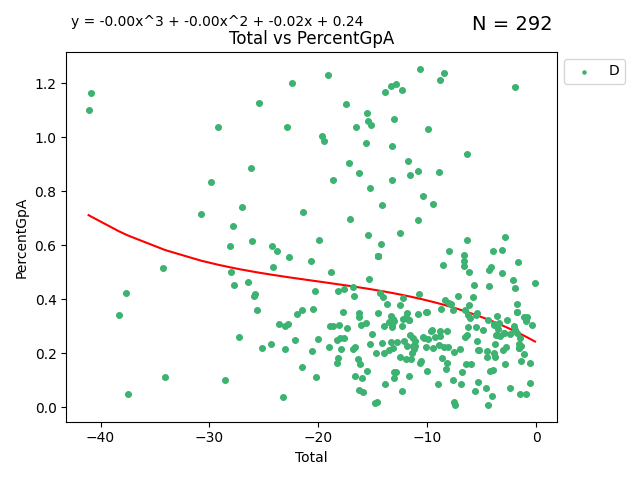 y = -0.00x^3 + -0.00x^2 + -0.02x + 0.24
N = 292
Total vs PercentGpA
D
PercentGpA
1.2
1.0
0.8
0.6
0.4
0.2
0.0
−40
−30
−20
−10
0
Total